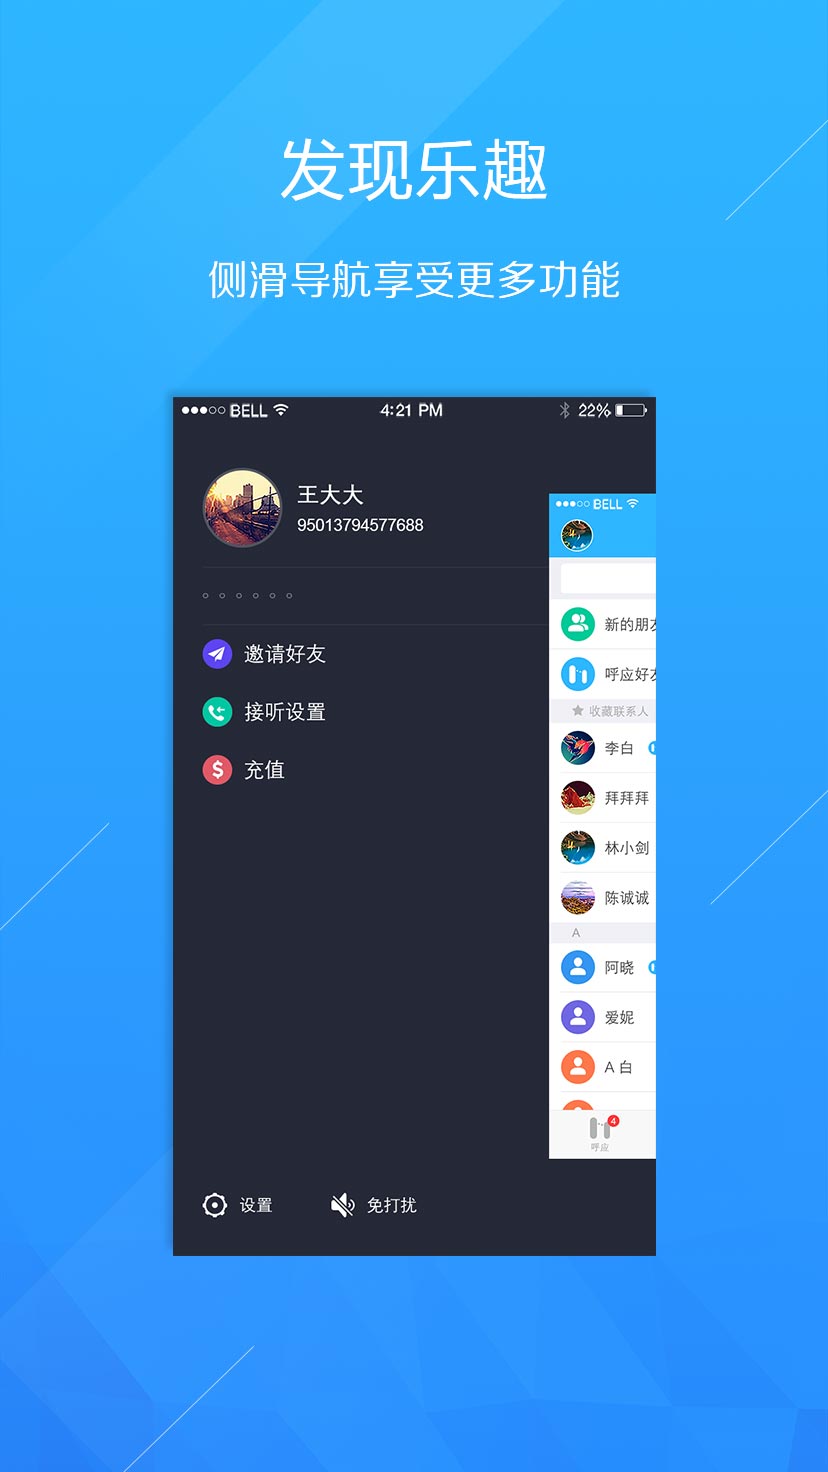 发现乐趣
侧滑导航享受更多功能
BELL 4:21 PM 22%
王大大
95013794577688
邀请好友
接听设置
充值
设置 免打扰
BELL
新的朋
呼应好
收藏联系人
李白
拜拜拜
林小剑
陈诚诚
A
阿晓
爱妮
A 白
4
呼应